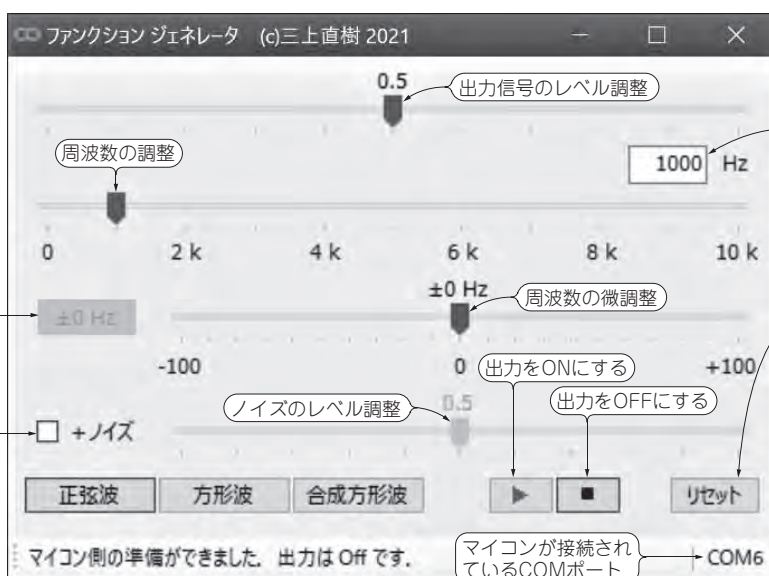 ファンクション ジェネレータ (c)三上直樹 2021
0.5
出力信号のレベル調整
周波数の調整
1000 Hz
0 2 k 4 k 6 k 8 k 10 k
±0 Hz
周波数の微調整
±0 Hz
-100 0 +100
出力をONにする
ノイズのレベル調整
0.5
出力をOFFにする
+ノイズ
正弦波 方形波 合成方形波 リセット
マイコン側の準備ができました. 出力は Off です.
マイコンが接続され
ているCOMポート
COM6